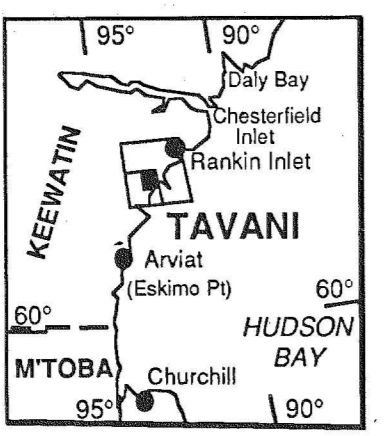 95° 90°
Daly Bay
Chesterfield
Inlet
Rankin Inlet
KEEWATIN
TAVANI
Arviat
(Eskimo Pt)
60° 60°
HUDSON
BAY
M'TOBA
Churchill
95° 90°